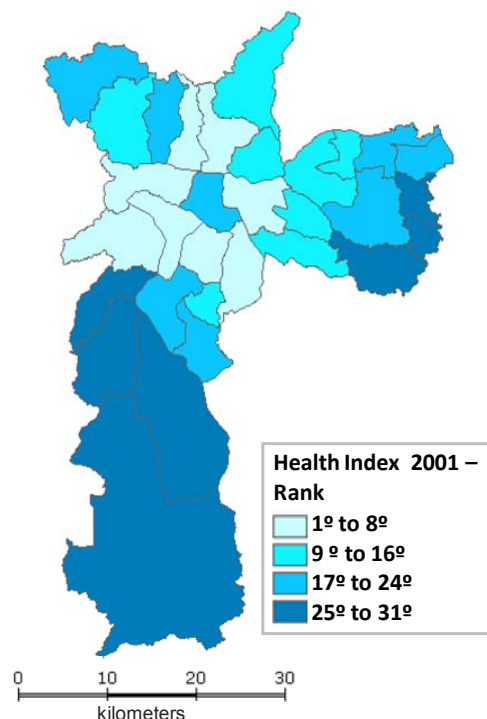 Health Index 2001 –
Rank
1º to 8º
9 º to 16º
17º to 24º
25º to 31º
0 10 20 30
kilometers